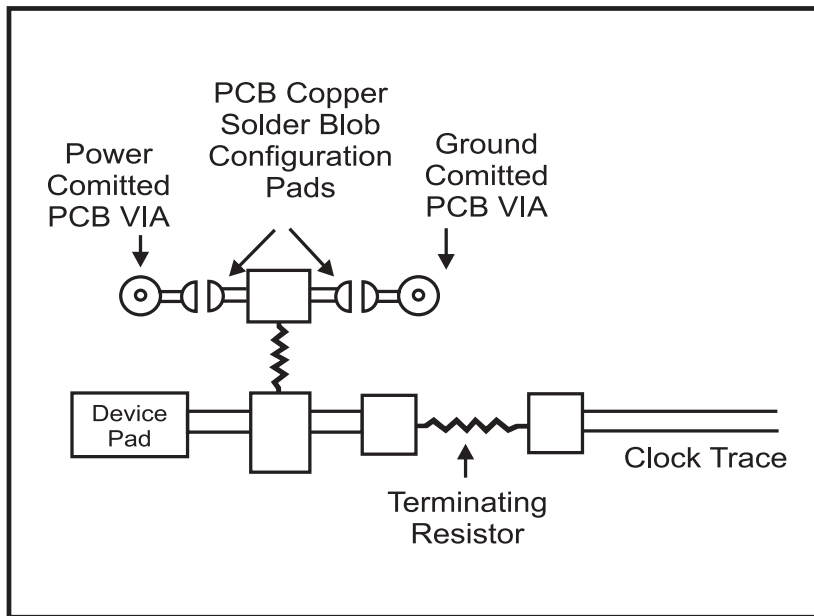 PCB Copper
Solder Blob
Configuration
Pads
Power
Comitted
PCB VIA
Ground
Comitted
PCB VIA
Device
Pad
Clock Trace
Terminating
Resistor